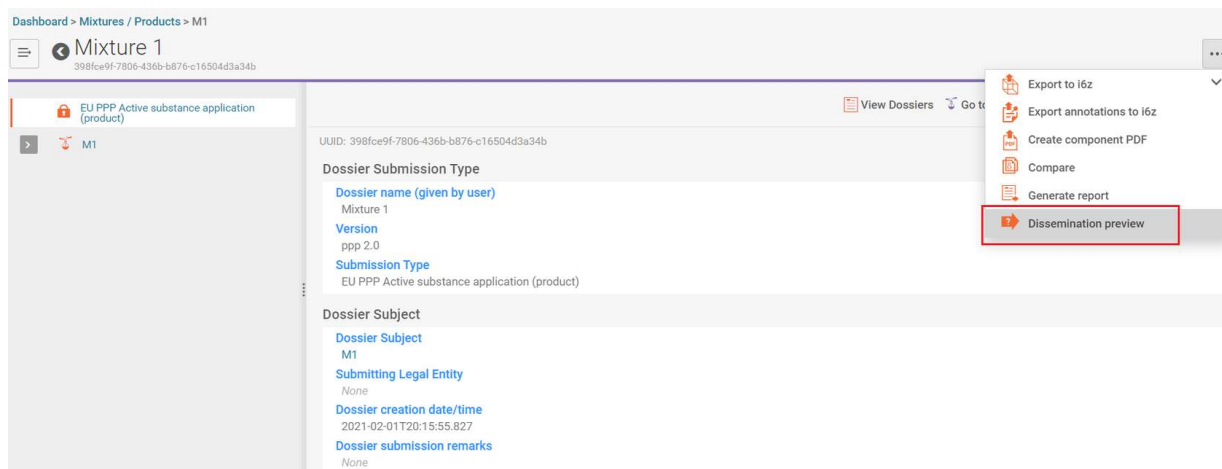 Dashboard > Mixtures / Products > M1
Mixture 1
398fce9f-7806-436b-b876-c16504d3a34b
EU PPP Active substance application
(product)
M1
View Dossiers Go to
Export to i6z
Export annotations to i6z
Create component PDF
Compare
Generate report
Dissemination preview
UUID: 398fce9f-7806-436b-b876-c16504d3a34b
Dossier Submission Type
Dossier name (given by user)
Mixture 1
Version
ppp 2.0
Submission Type
EU PPP Active substance application (product)
Dossier Subject
Dossier Subject
M1
Submitting Legal Entity
None
Dossier creation date/time
2021-02-01T20:15:55.827
Dossier submission remarks
None